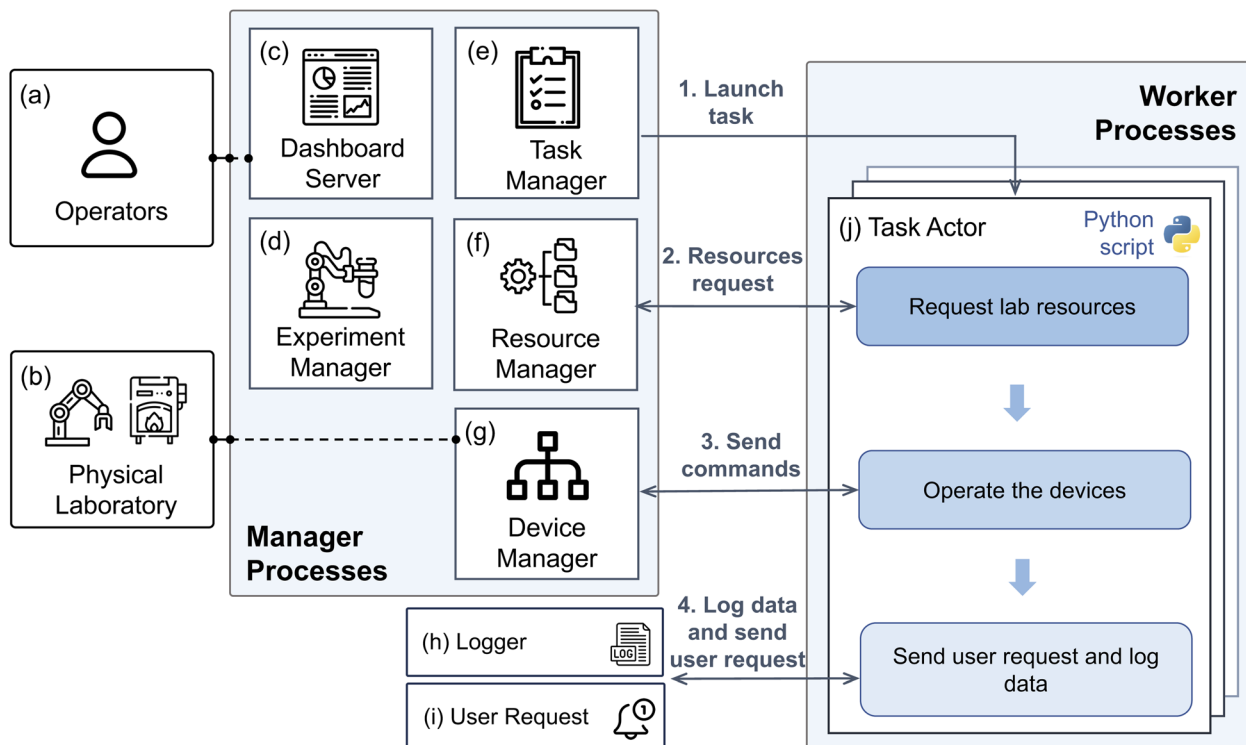 (a)
Operators
(b)
Physical
Laboratory
(c)
Dashboard
Server
(d)
Experiment
Manager
(e)
Task
Manager
(f)
Resource
Manager
(g)
Device
Manager
Manager
Processes
(h) Logger
LOG
(i) User Request
1
1. Launch
task
2. Resources
request
3. Send
commands
4. Log data
and send
user request
Worker
Processes
(j) Task Actor
Python
script
Request lab resources
Operate the devices
Send user request and log
data